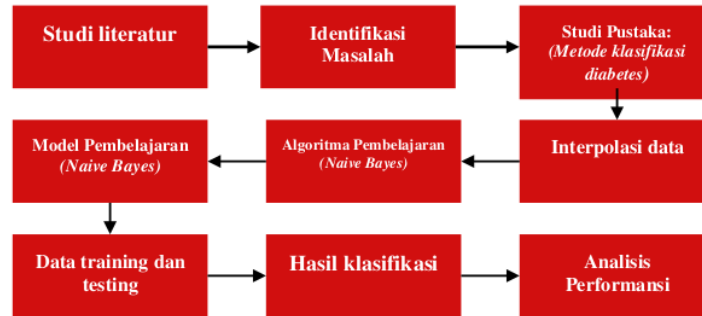 Studi literatur
Identifikasi
Masalah
Studi Pustaka:
(Metode klasifikasi
diabetes)
Interpolasi data
Algoritma Pembelajaran
(Naive Bayes)
Model Pembelajaran
(Naive Bayes)
Data training dan
testing
Hasil klasifikasi
Analisis
Performansi